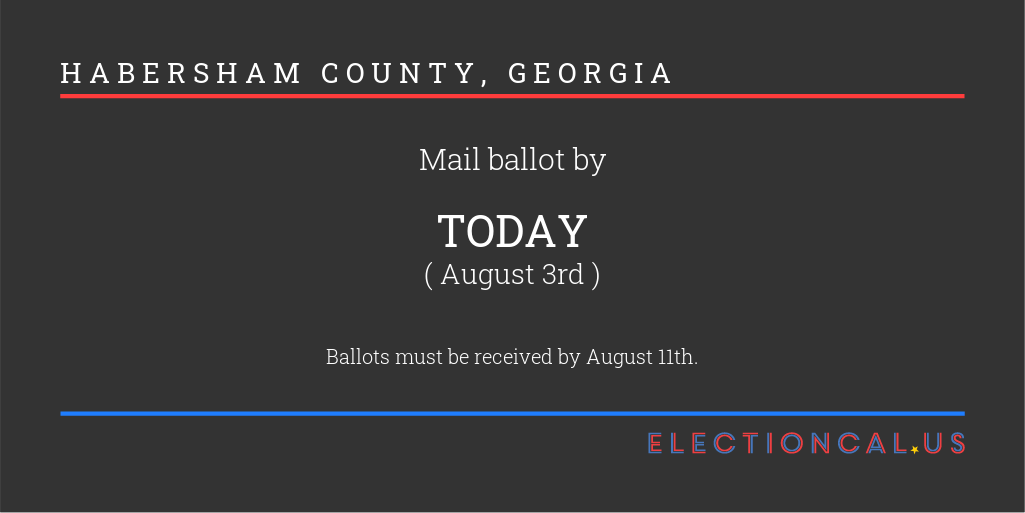 HABERSHAM COUNTY, GEORGIA
Mail ballot by
TODAY
( August 3rd )
Ballots must be received by August 11th.
ELECTIONCAL.US